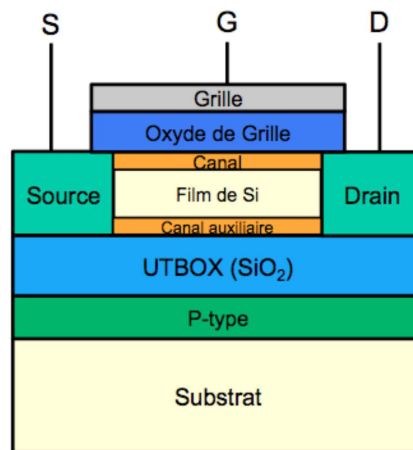 S G D
Grille
Oxyde de Grille
Canal
Source Film de Si Drain
Canal auxiliaire
UTBOX (SiO₂)
P-type
Substrat